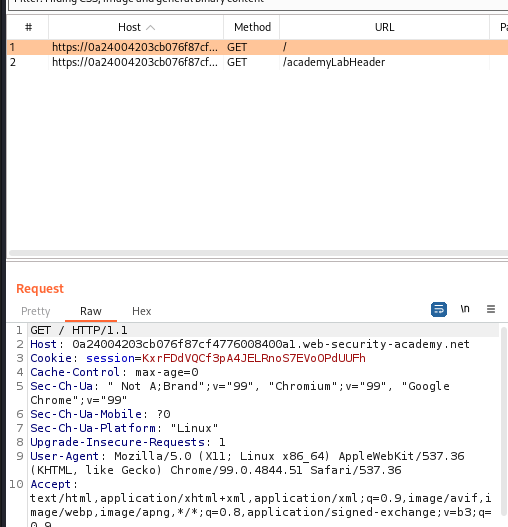 Filter: Hiding CSS, image and general binary content
# Host Method URL Pa
1 https://0a24004203cb076f87cf... GET /
2 https://0a24004203cb076f87cf... GET /academyLabHeader
Request
Pretty Raw Hex \n
1 GET / HTTP/1.1
2 Host: 0a24004203cb076f87cf4776008400a1.web-security-academy.net
3 Cookie: session=KxrFDdVQCf3pA4JELRnoS7EVoOPdUUFh
4 Cache-Control: max-age=0
5 Sec-Ch-Ua: " Not A;Brand";v="99", "Chromium";v="99", "Google
Chrome";v="99"
6 Sec-Ch-Ua-Mobile: ?0
7 Sec-Ch-Ua-Platform: "Linux"
8 Upgrade-Insecure-Requests: 1
9 User-Agent: Mozilla/5.0 (X11; Linux x86_64) AppleWebKit/537.36
(KHTML, like Gecko) Chrome/99.0.4844.51 Safari/537.36
10 Accept:
text/html,application/xhtml+xml,application/xml;q=0.9,image/avif,i
mage/webp,image/apng,*/*;q=0.8,application/signed-exchange;v=b3;q=
0.9